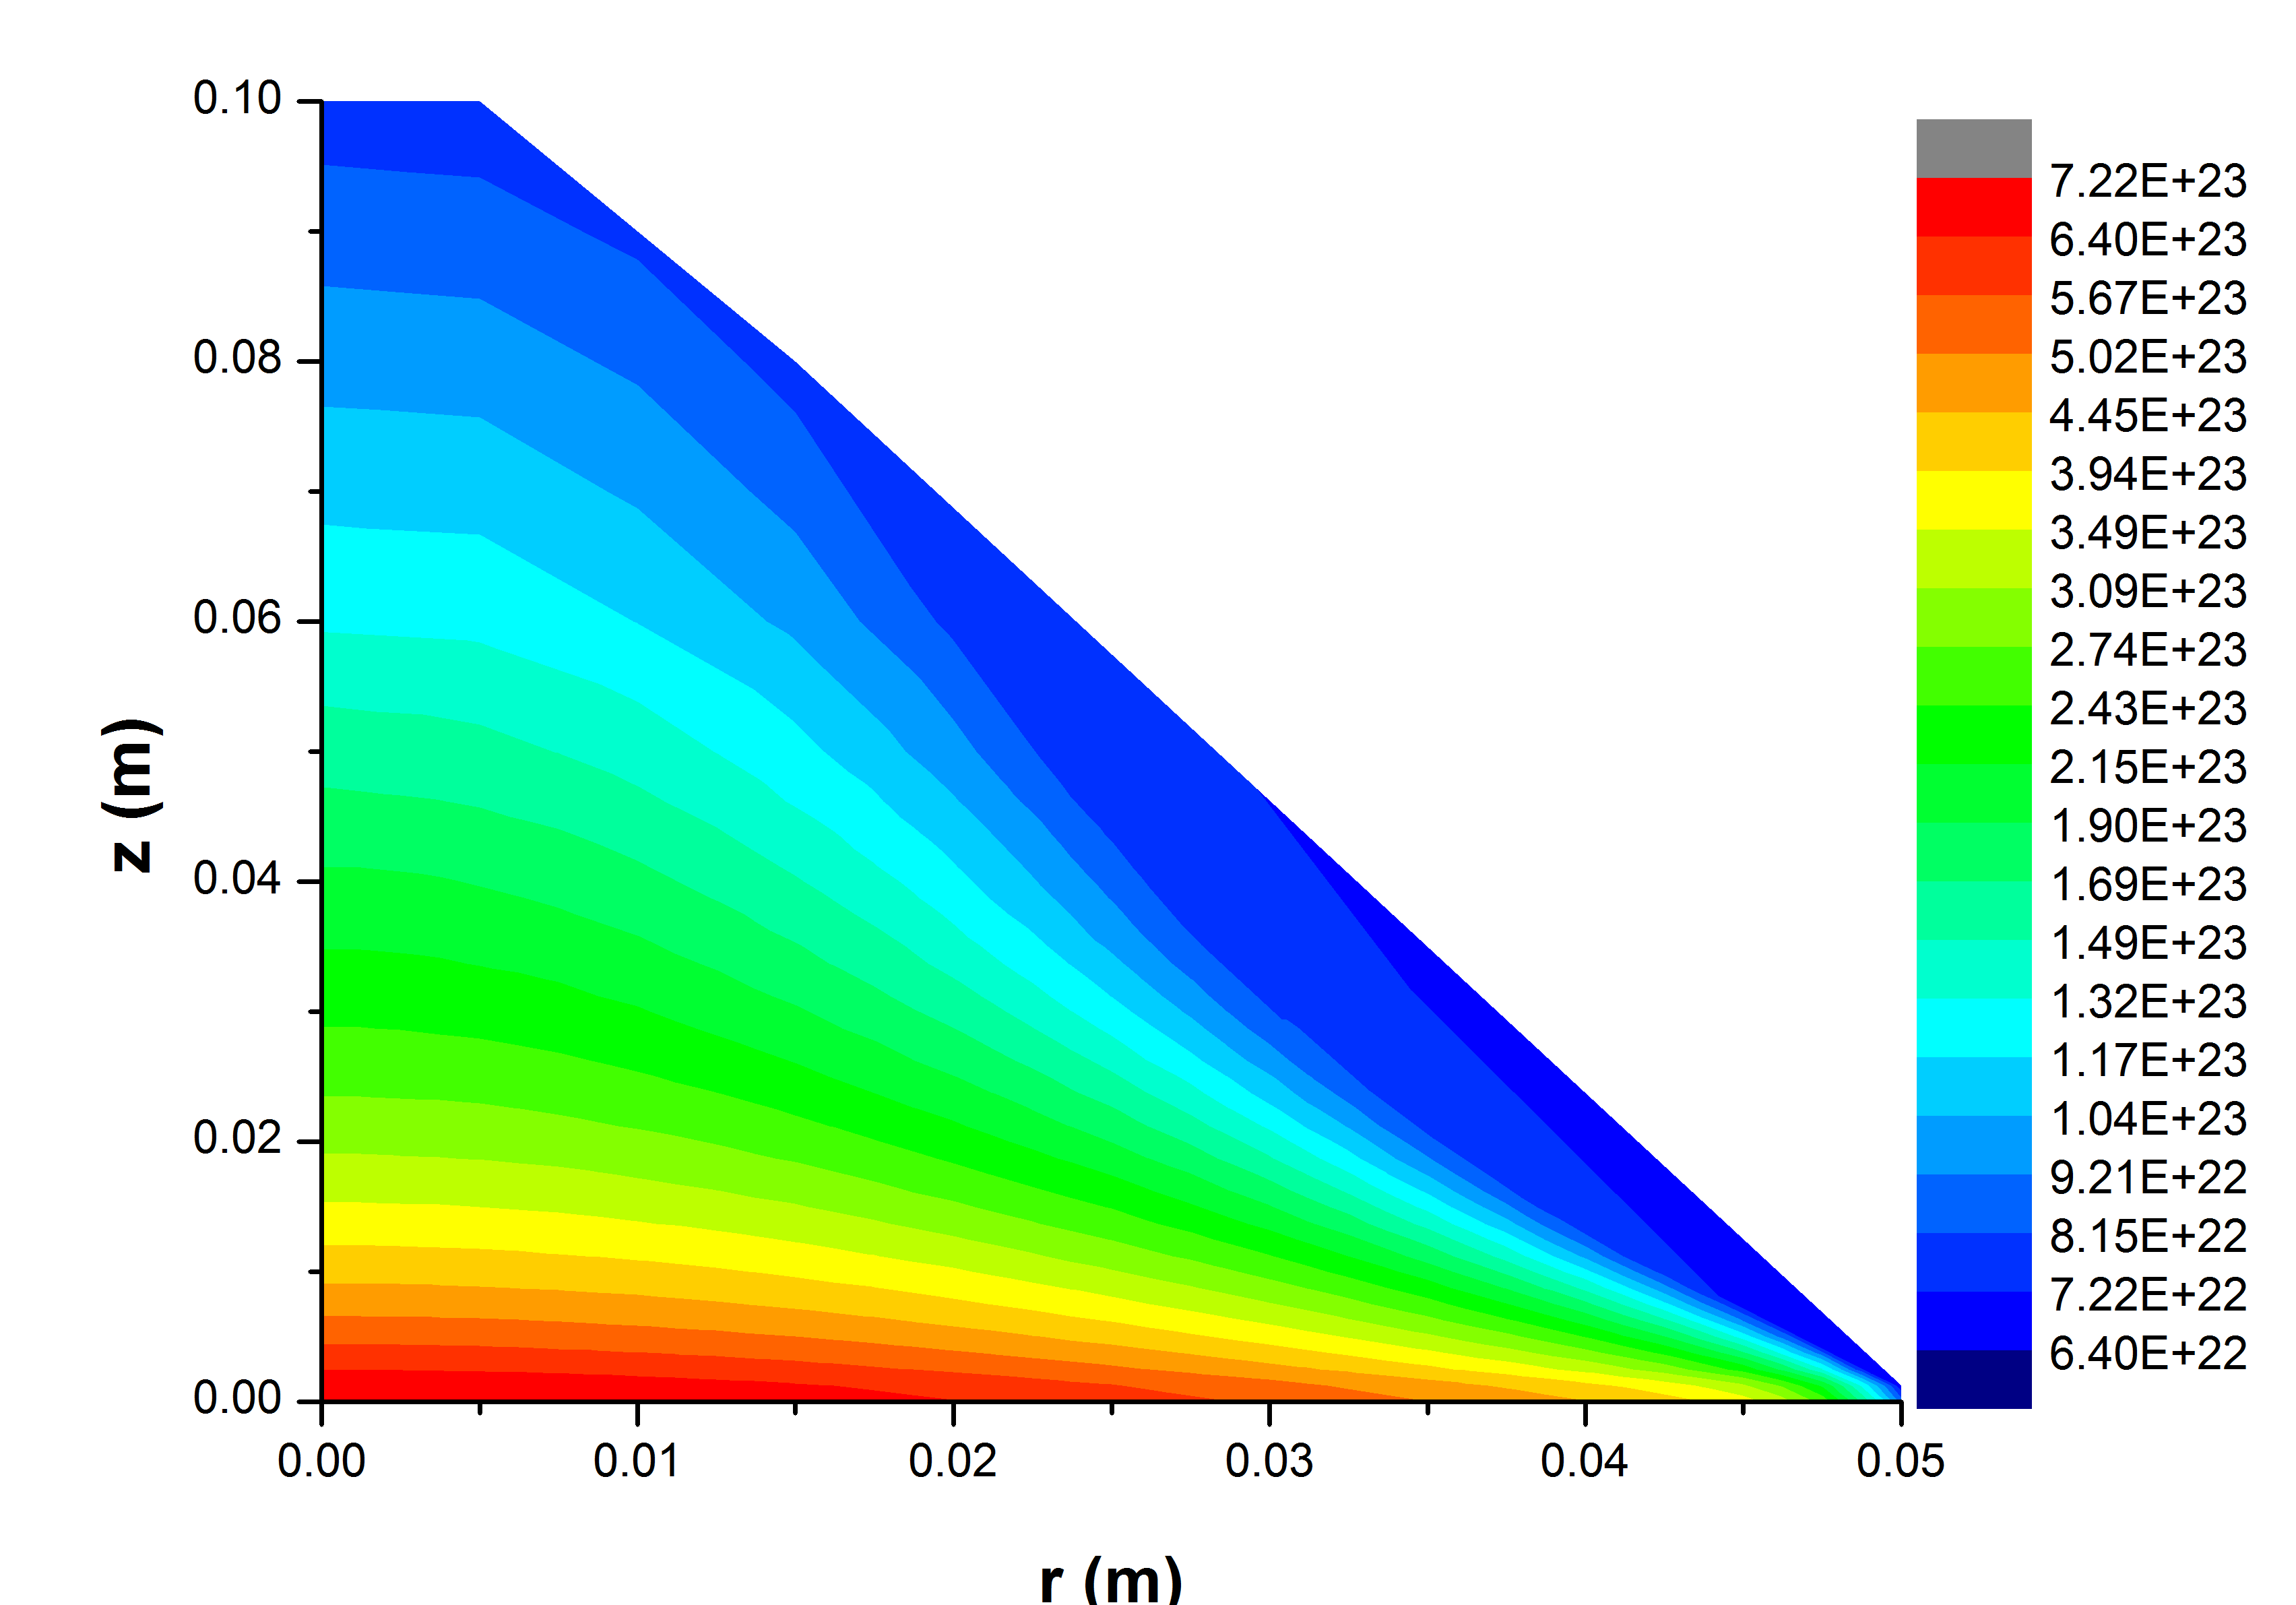 0.10
0.08
0.06
0.04
0.02
0.00
z (m)
0.00 0.01 0.02 0.03 0.04 0.05
r (m)
7.22E+23
6.40E+23
5.67E+23
5.02E+23
4.45E+23
3.94E+23
3.49E+23
3.09E+23
2.74E+23
2.43E+23
2.15E+23
1.90E+23
1.69E+23
1.49E+23
1.32E+23
1.17E+23
1.04E+23
9.21E+22
8.15E+22
7.22E+22
6.40E+22